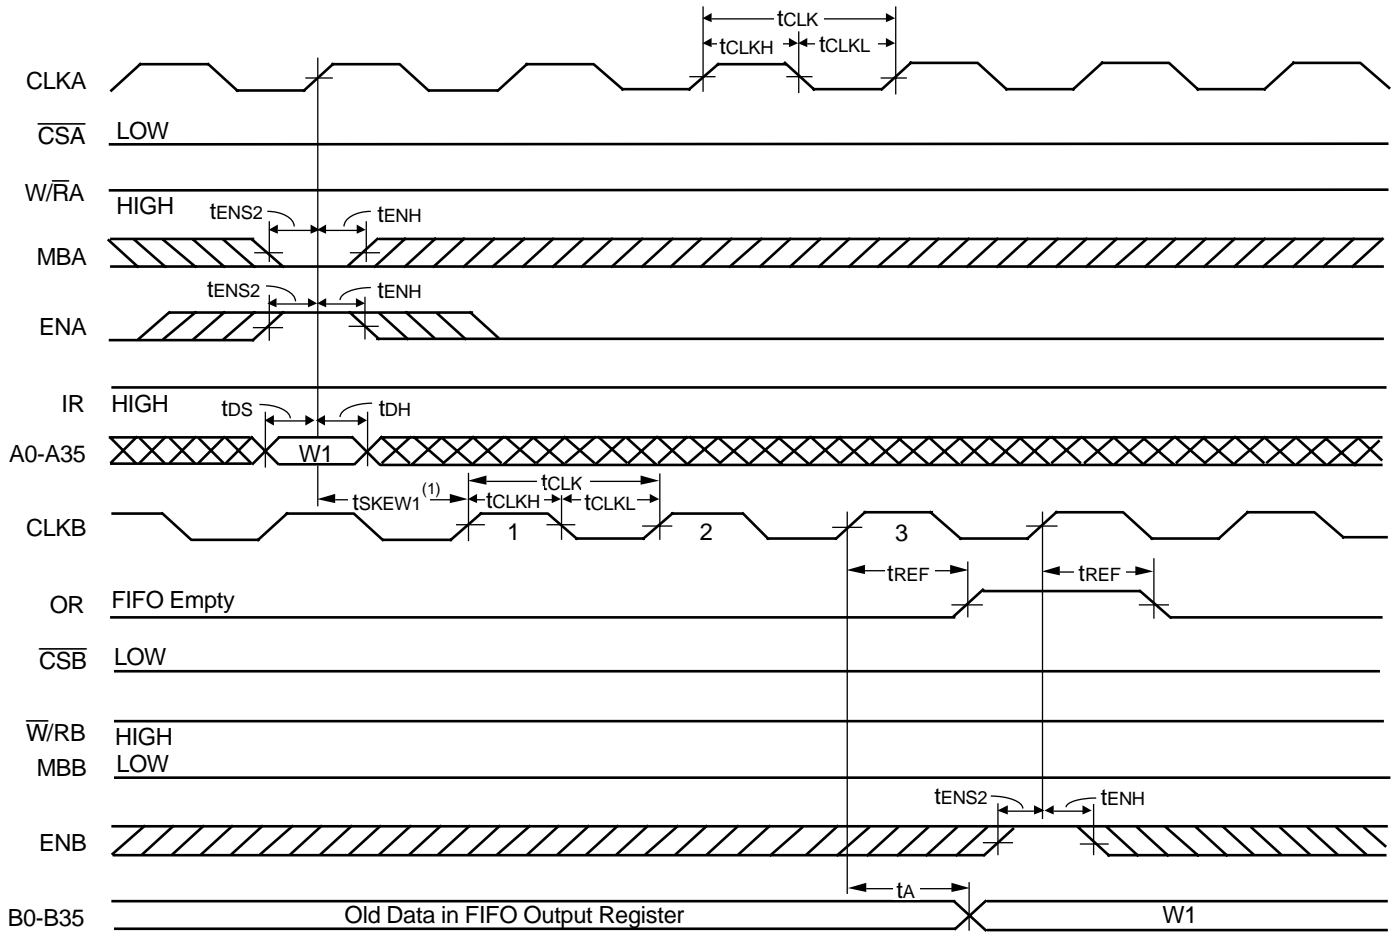 tCLK
tCLKH tCLKL
CLKA
CSA LOW
W/RA
HIGH
tENS2 tENH
MBA
tENS2 tENH
ENA
IR HIGH
tDS tDH
A0-A35 W1
tCLK
tSKEW1 (1) tCLKH tCLKL
CLKB 1 2 3
tREF tREF
OR FIFO Empty
CSB LOW
W/RB HIGH
MBB LOW
tENS2 tENH
ENB
tA
B0-B35 Old Data in FIFO Output Register W1